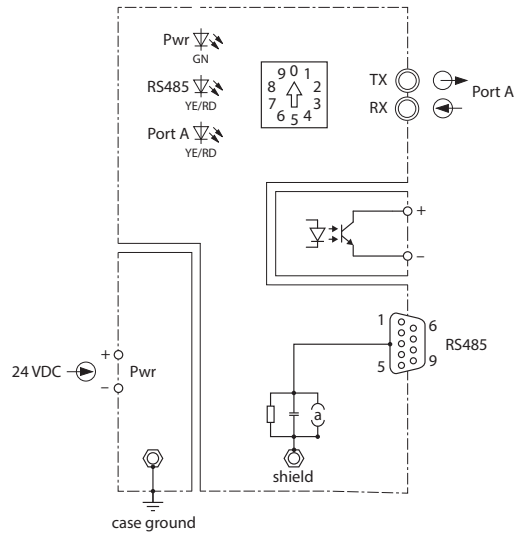 Pwr
GN
RS485
YE/RD
Port A
YE/RD
9 0 1
8 2
7 3
6 5 4
TX
RX
Port A
+
–
1
6
5
9
RS485
24 VDC
+
–
Pwr
a
shield
case ground